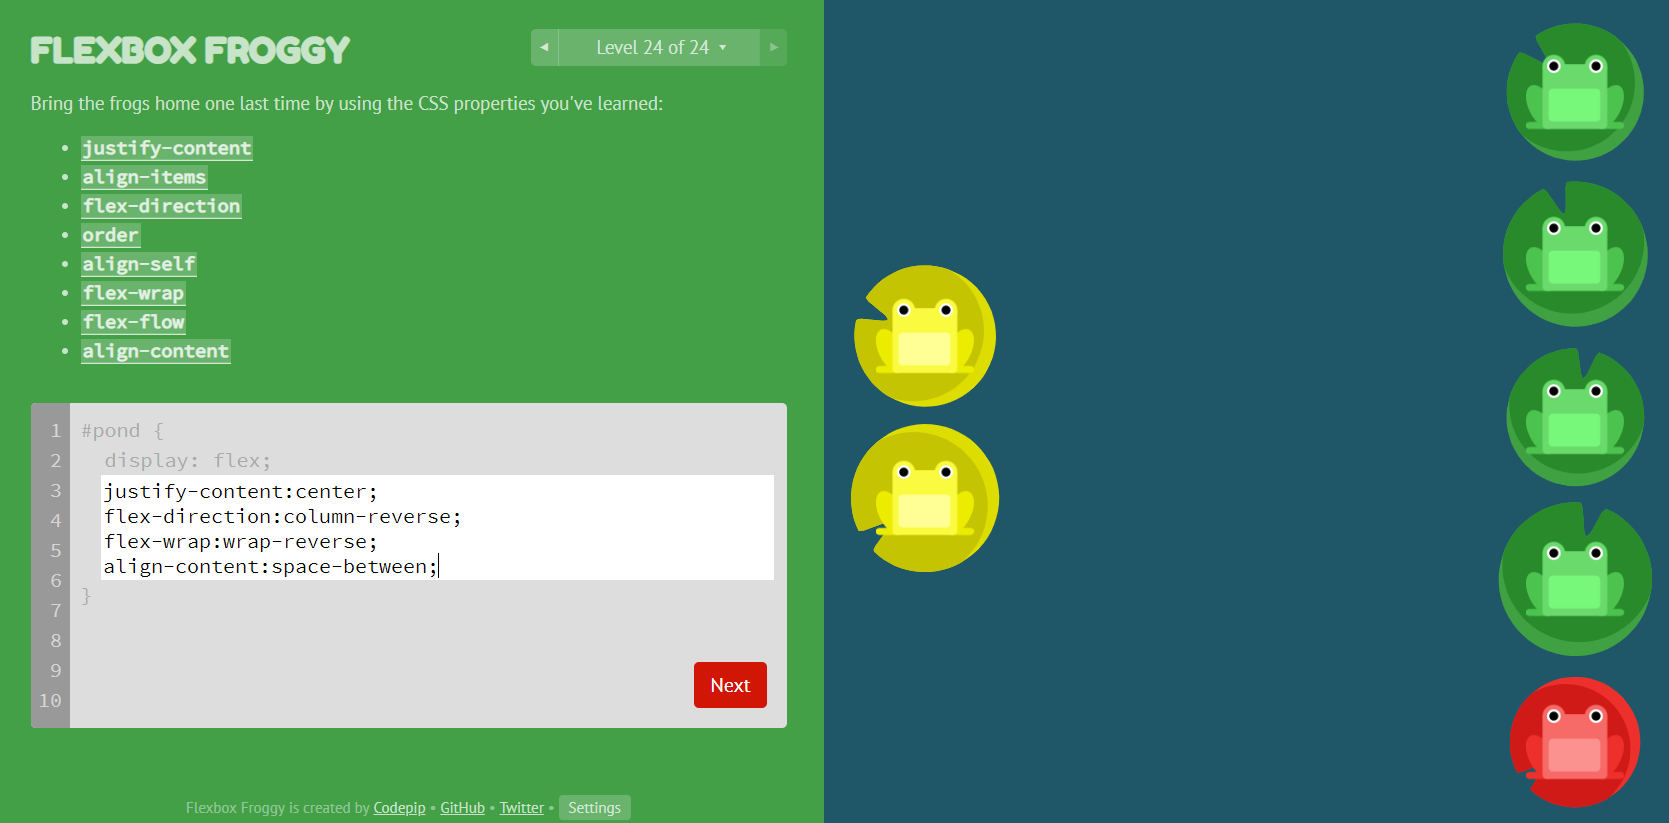 FLEXBOX FROGGY
◀ Level 24 of 24 ▼ ▶
Bring the frogs home one last time by using the CSS properties you've learned:
• justify-content
• align-items
• flex-direction
• order
• align-self
• flex-wrap
• flex-flow
• align-content
1 #pond {
2 display: flex;
3 justify-content:center;
4 flex-direction:column-reverse;
5 flex-wrap:wrap-reverse;
6 align-content:space-between;
7 }
8
9
10
Next
Flexbox Froggy is created by Codepip • GitHub • Twitter • Settings